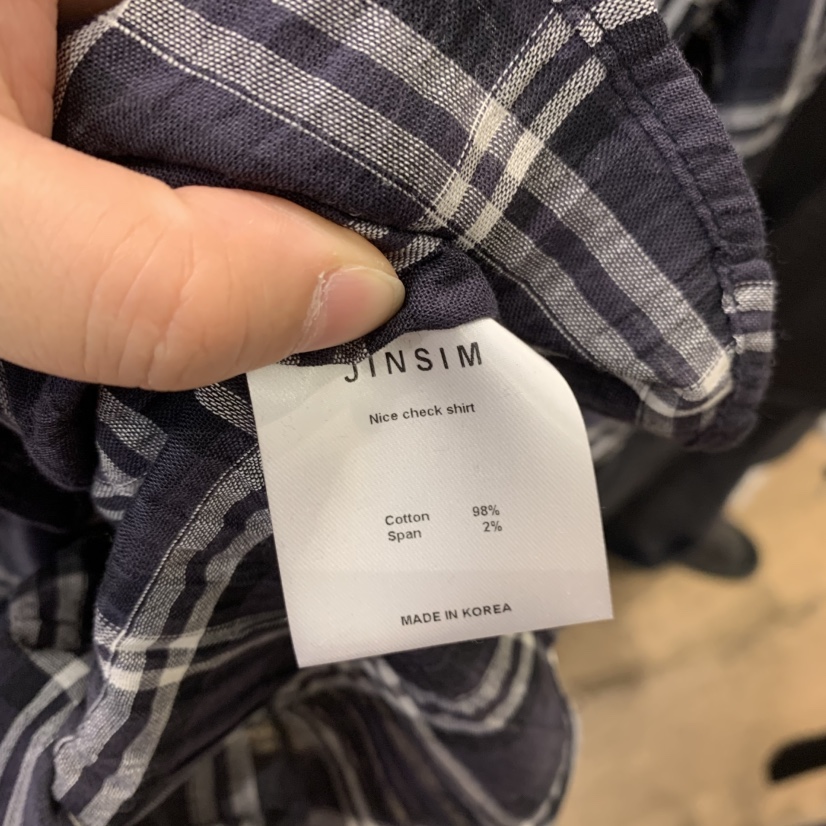 JINSIM
Nice check shirt
Cotton 98%
Span 2%
MADE IN KOREA